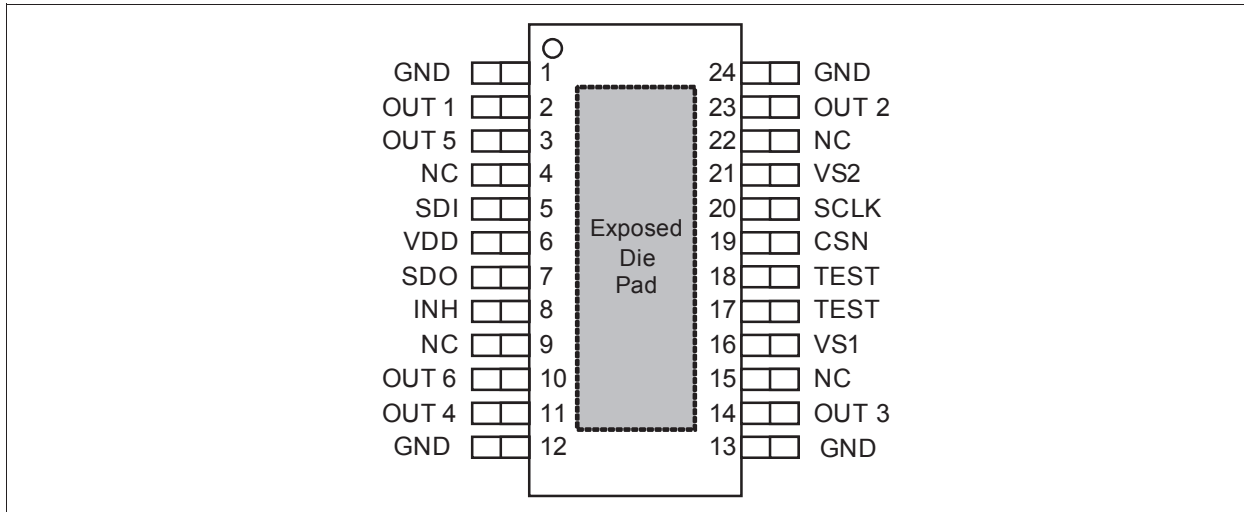 GND 1 24 GND
OUT 1 2 23 OUT 2
OUT 5 3 22 NC
NC 4 21 VS2
SDI 5 20 SCLK
VDD 6 19 CSN
SDO 7 18 TEST
INH 8 17 TEST
NC 9 16 VS1
OUT 6 10 15 NC
OUT 4 11 14 OUT 3
GND 12 13 GND
Exposed
Die
Pad